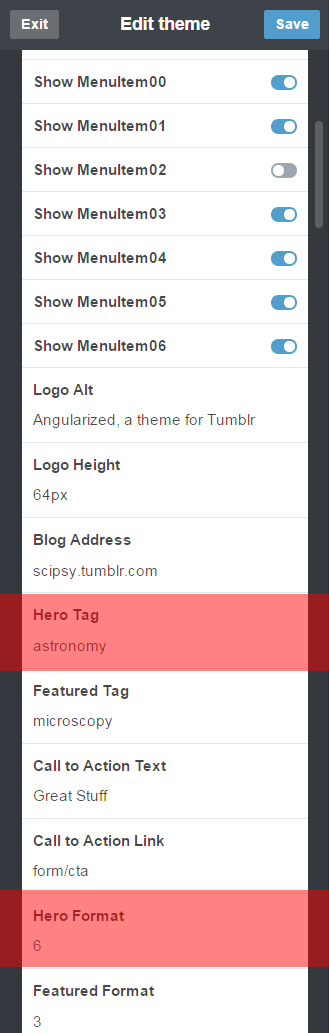 Exit Edit theme Save
Show MenuItem00
Show MenuItem01
Show MenuItem02
Show MenuItem03
Show MenuItem04
Show MenuItem05
Show MenuItem06
Logo Alt
Angularized, a theme for Tumblr
Logo Height
64px
Blog Address
scipsy.tumblr.com
Hero Tag
astronomy
Featured Tag
microscopy
Call to Action Text
Great Stuff
Call to Action Link
form/cta
Hero Format
6
Featured Format
3